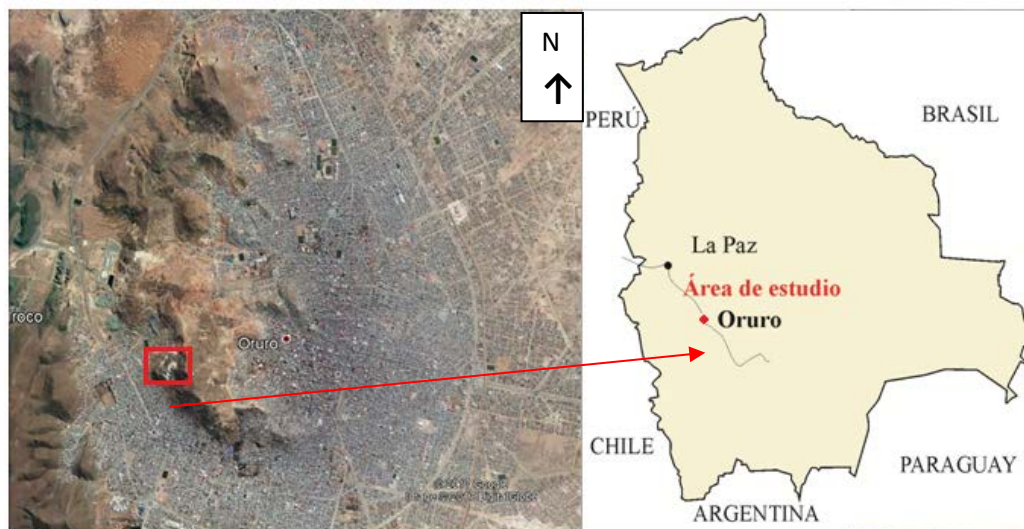 N
roco
Oruro
PERÚ
BRASIL
La Paz
Área de estudio
Oruro
CHILE
PARAGUAY
ARGENTINA